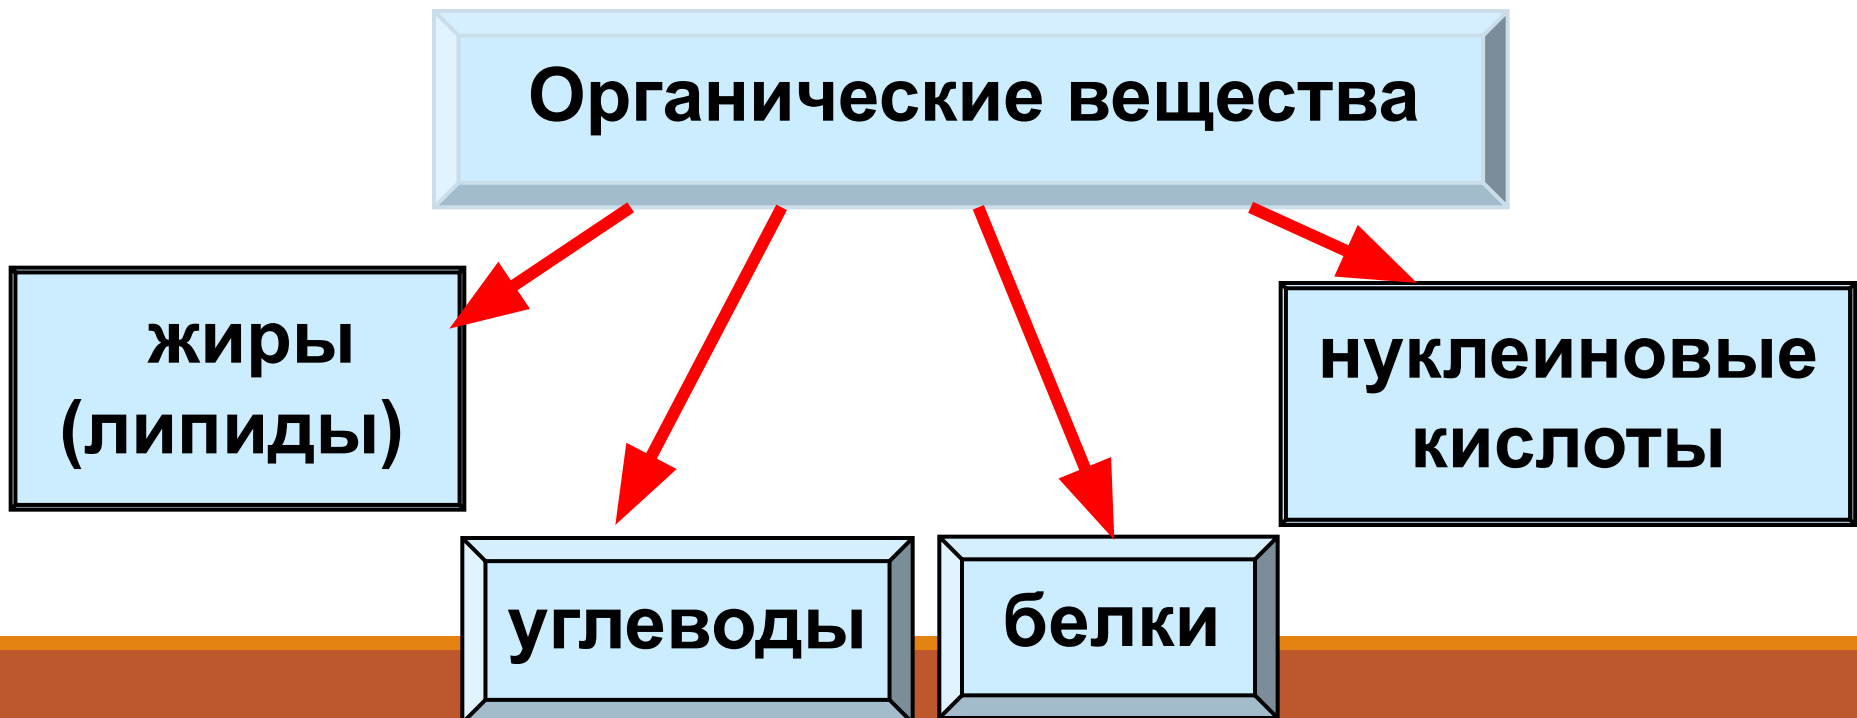 Органические вещества
жиры
(липиды)
нуклеиновые
кислоты
углеводы
белки